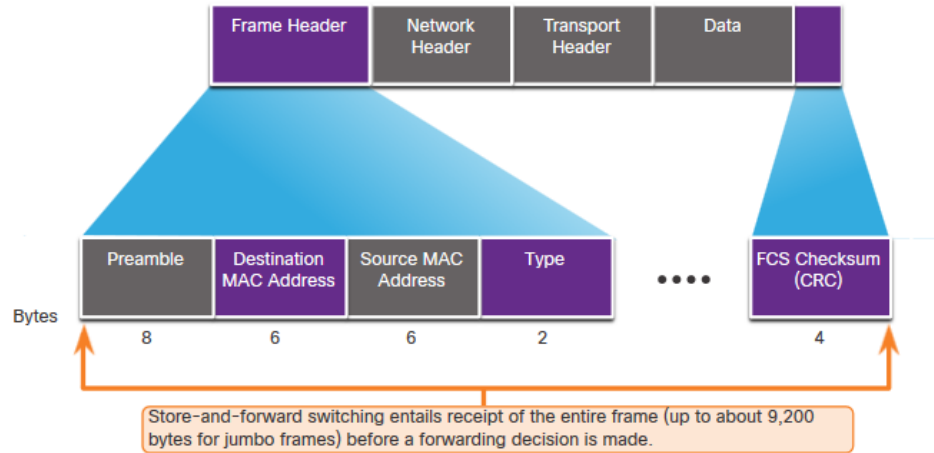 Frame Header
Network
Header
Transport
Header
Data
Preamble
Destination
MAC Address
Source MAC
Address
Type
••••
FCS Checksum
(CRC)
Bytes
8
6
6
2
4
Store-and-forward switching entails receipt of the entire frame (up to about 9,200
bytes for jumbo frames) before a forwarding decision is made.